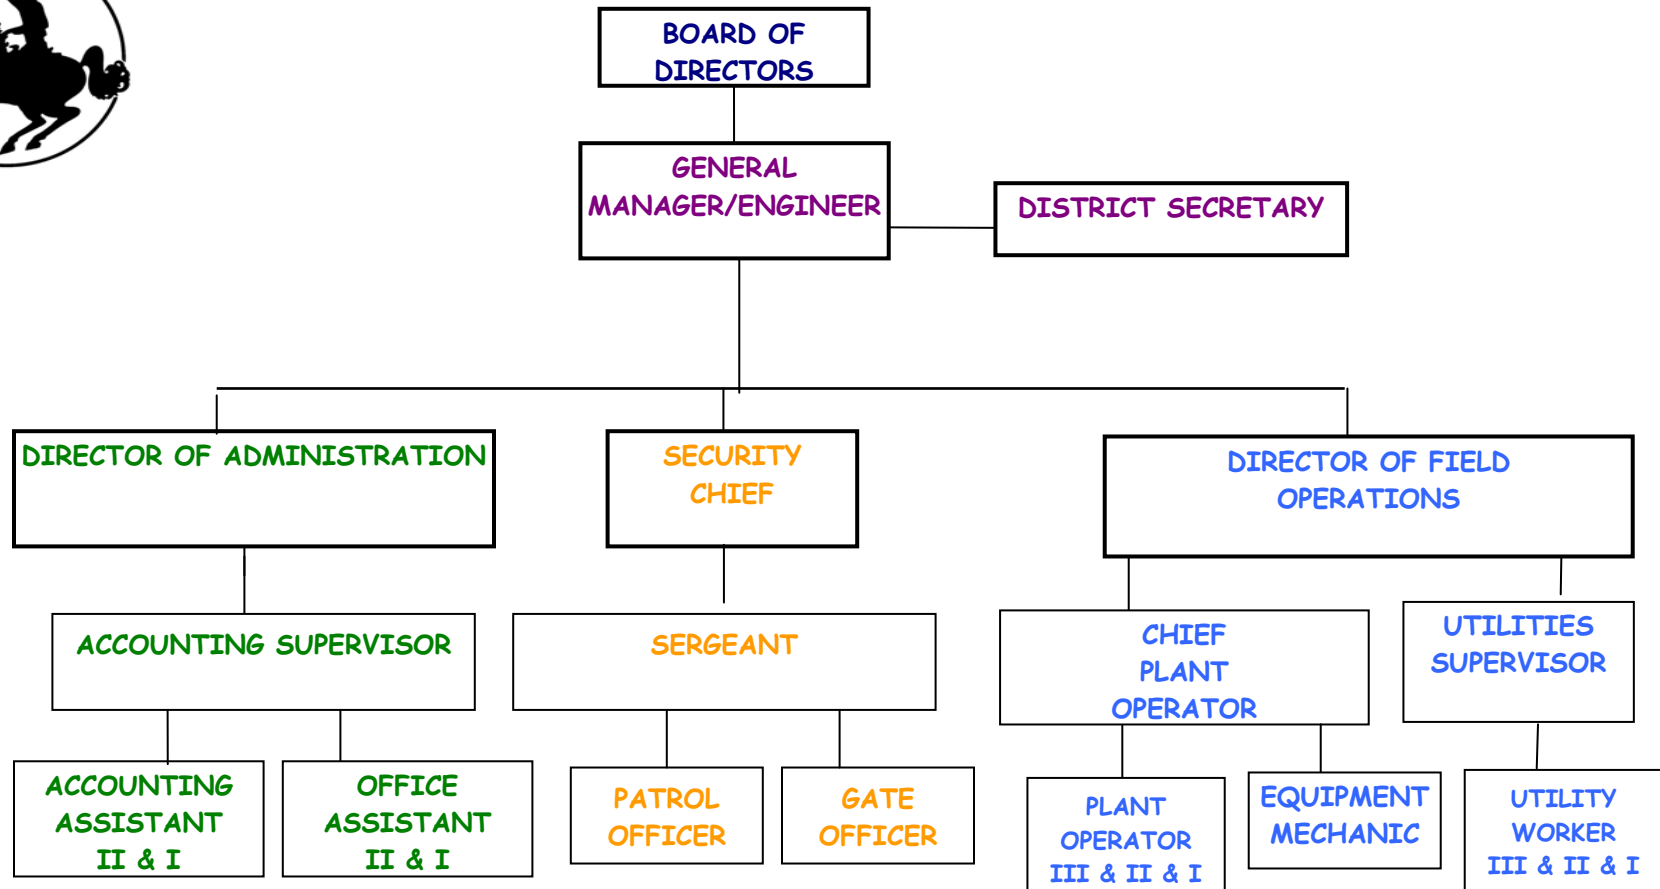 BOARD OF
DIRECTORS
GENERAL
MANAGER/ENGINEER
DISTRICT SECRETARY
DIRECTOR OF ADMINISTRATION
SECURITY
CHIEF
DIRECTOR OF FIELD
OPERATIONS
ACCOUNTING SUPERVISOR
SERGEANT
CHIEF
PLANT
OPERATOR
UTILITIES
SUPERVISOR
ACCOUNTING
ASSISTANT
II & I
OFFICE
ASSISTANT
II & I
PATROL
OFFICER
GATE
OFFICER
PLANT
OPERATOR
III & II & I
EQUIPMENT
MECHANIC
UTILITY
WORKER
III & II & I